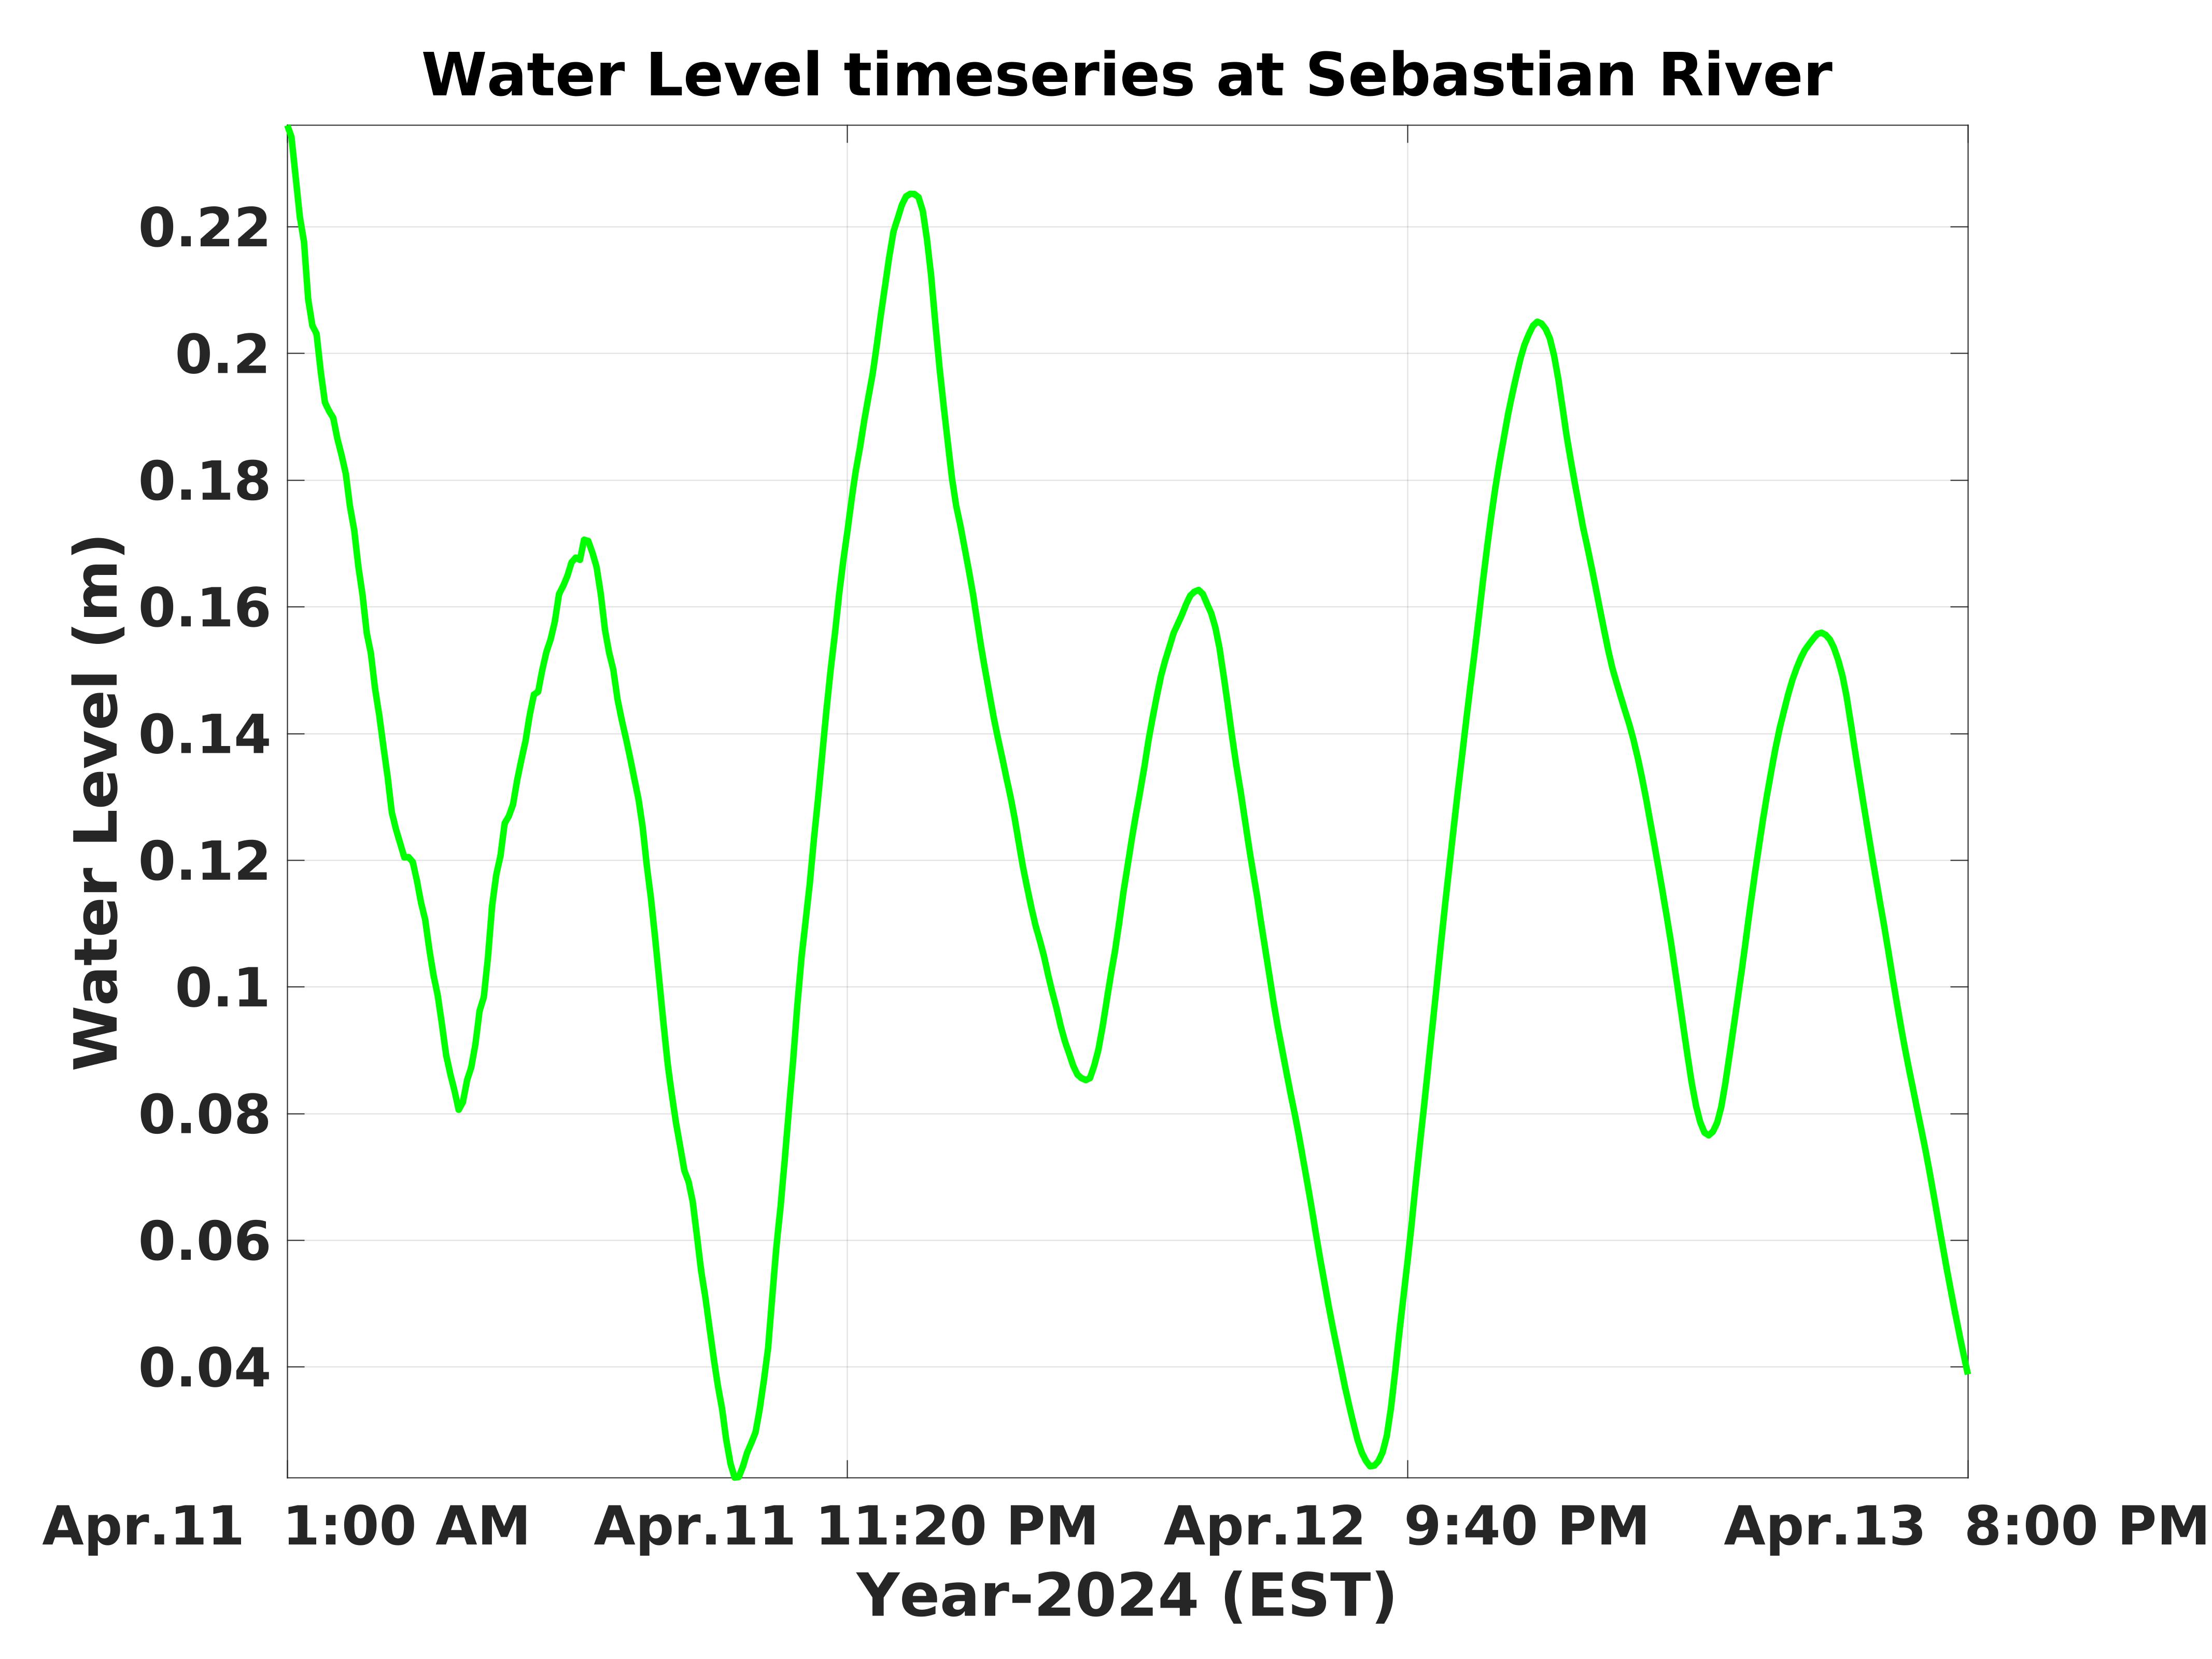 Water Level timeseries at Sebastian River
Water Level (m)
0.22
0.2
0.18
0.16
0.14
0.12
0.1
0.08
0.06
0.04
Apr.11 1:00 AM Apr.11 11:20 PM Apr.12 9:40 PM Apr.13 8:00 PM
Year-2024 (EST)